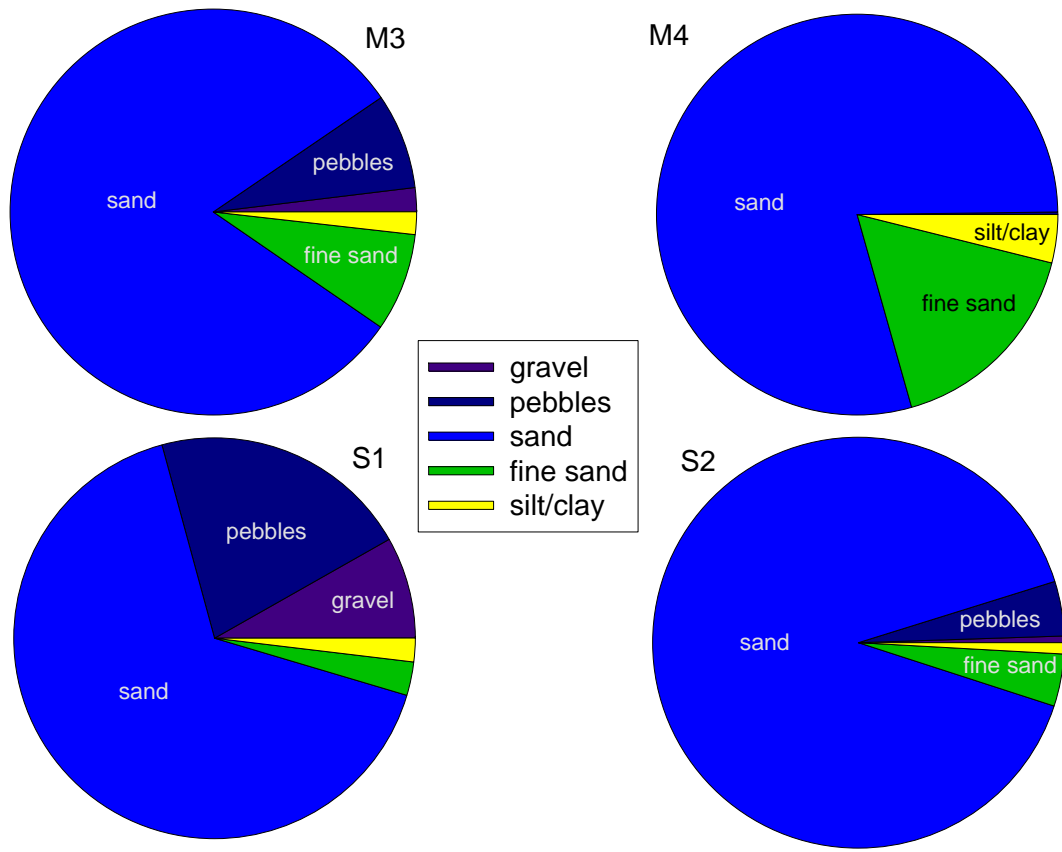 M3
pebbles
sand
fine sand
M4
sand
silt/clay
fine sand
gravel
pebbles
sand
fine sand
silt/clay
S1
pebbles
gravel
sand
S2
pebbles
sand
fine sand